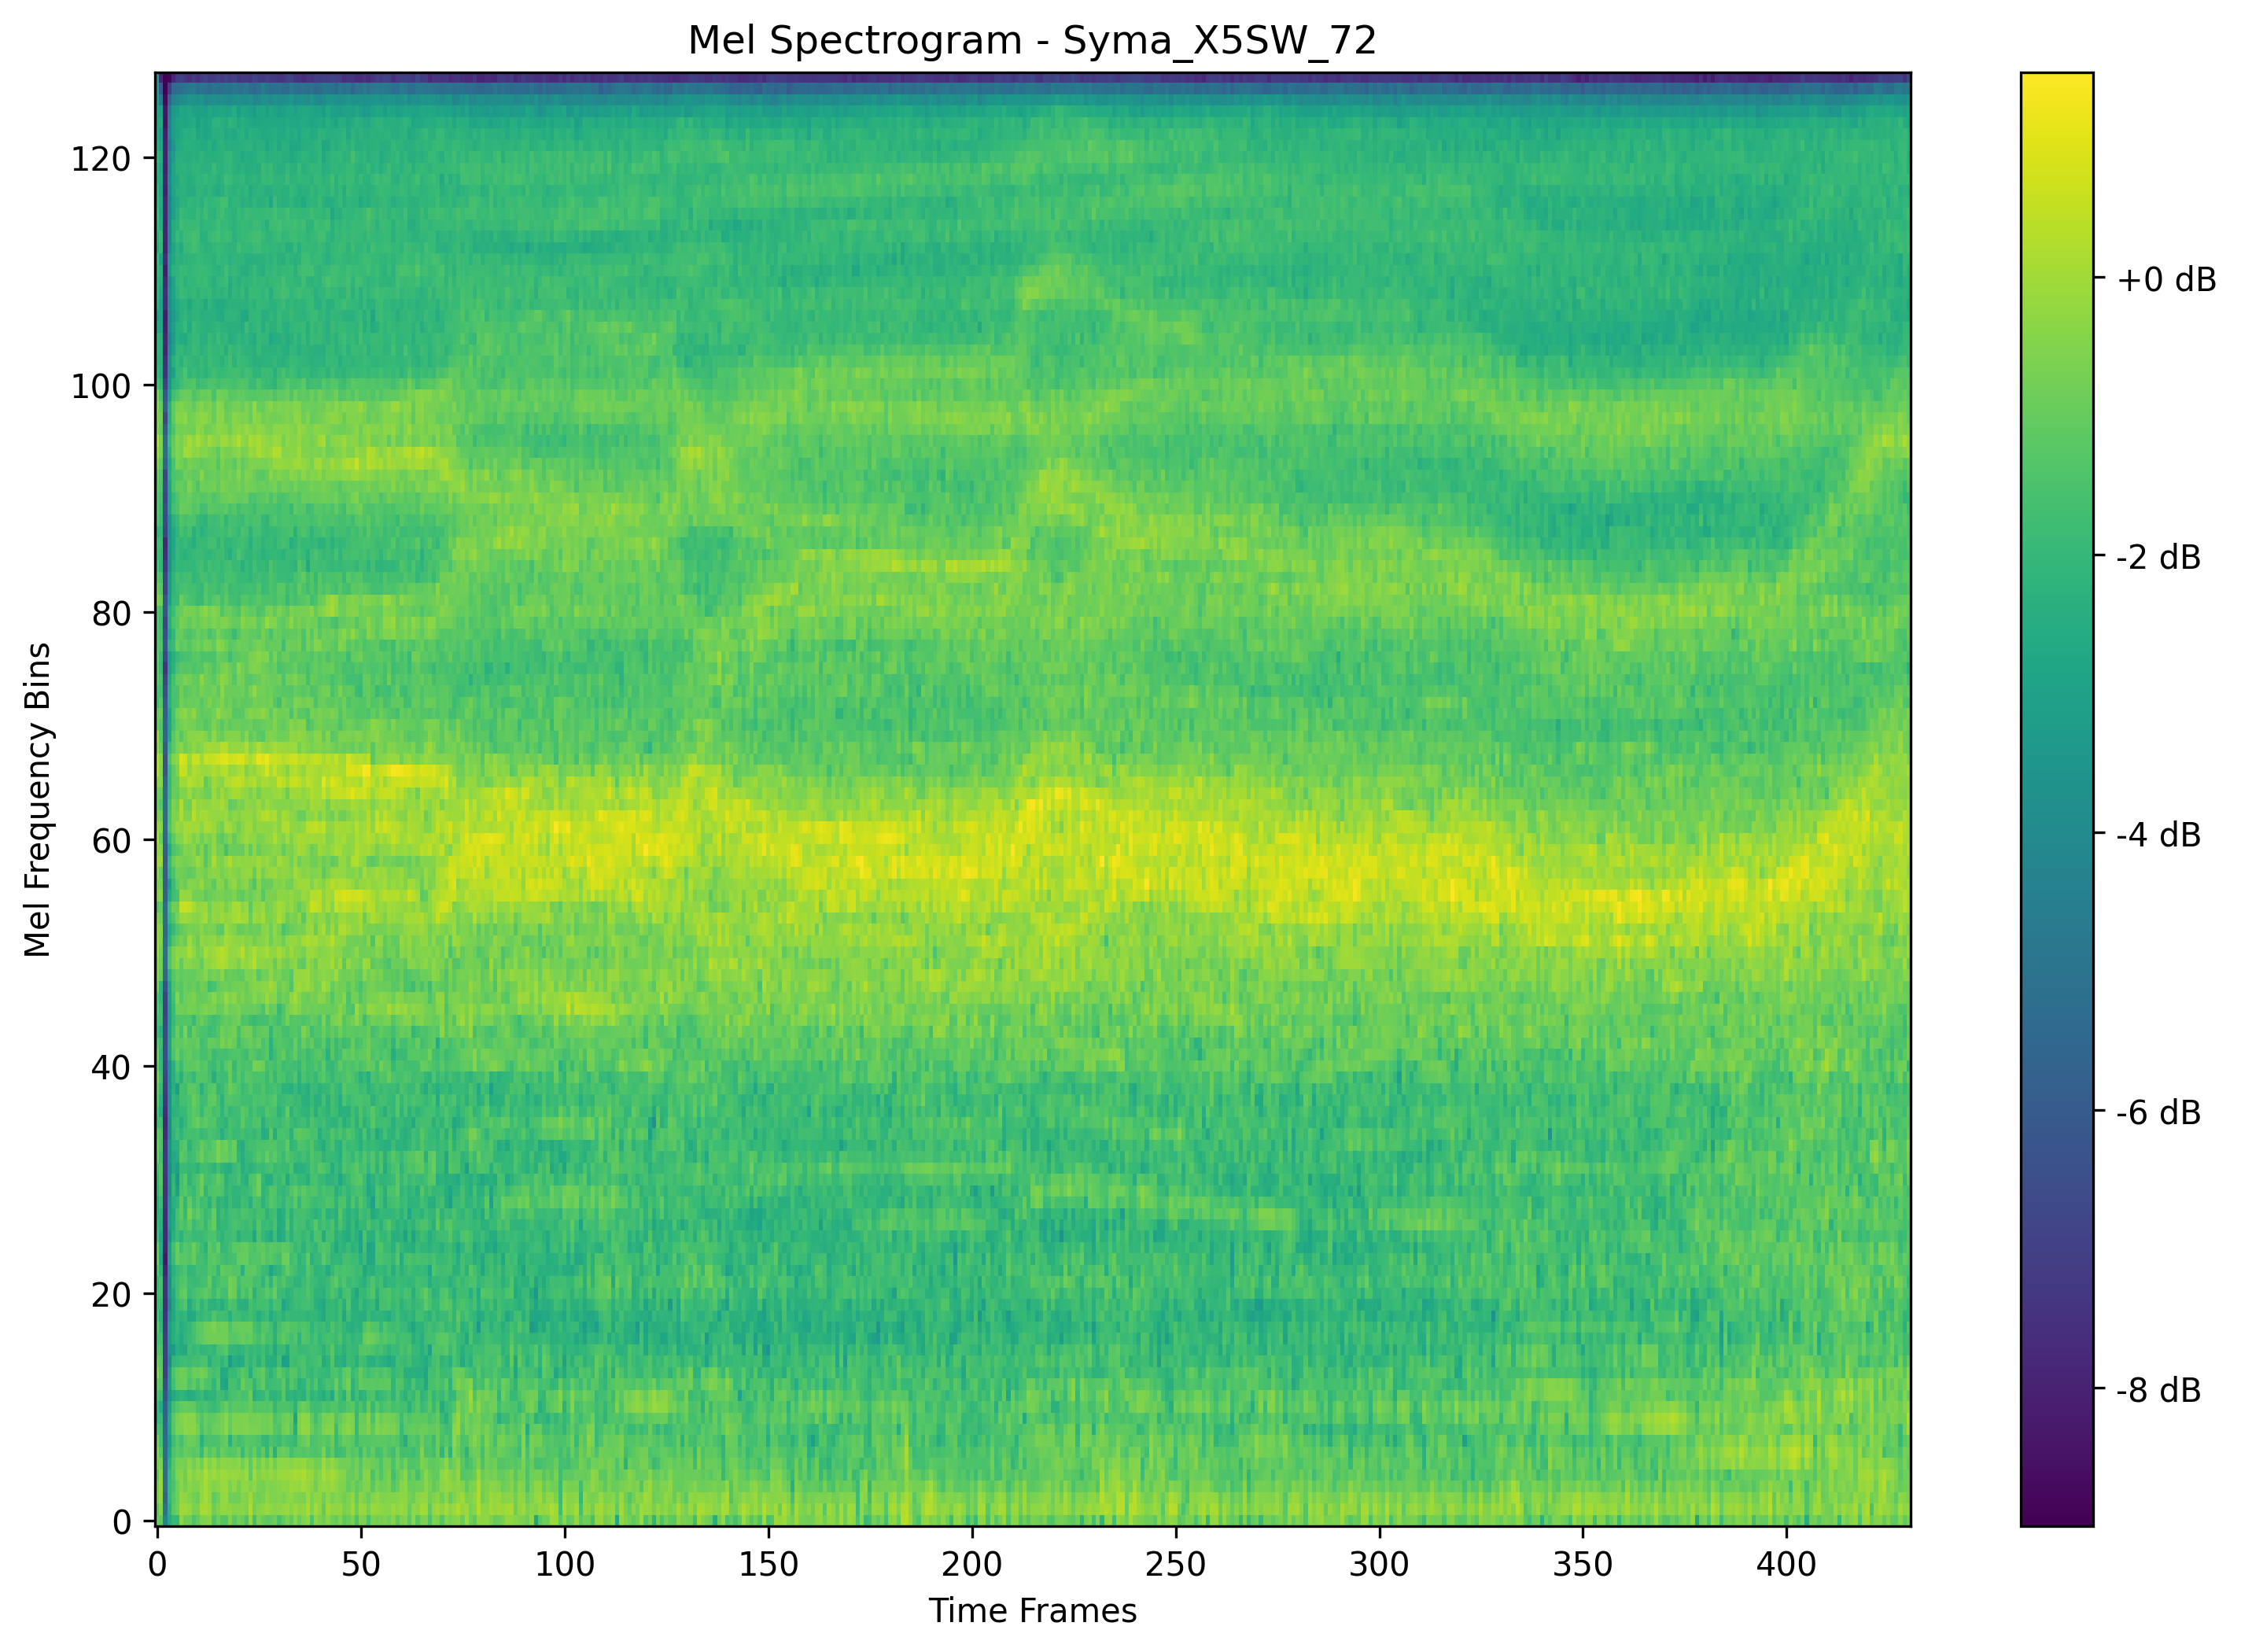 Mel Spectrogram - Syma_X5SW_72
Mel Frequency Bins
120
100
80
60
40
20
0
0 50 100 150 200 250 300 350 400
Time Frames
+0 dB
-2 dB
-4 dB
-6 dB
-8 dB